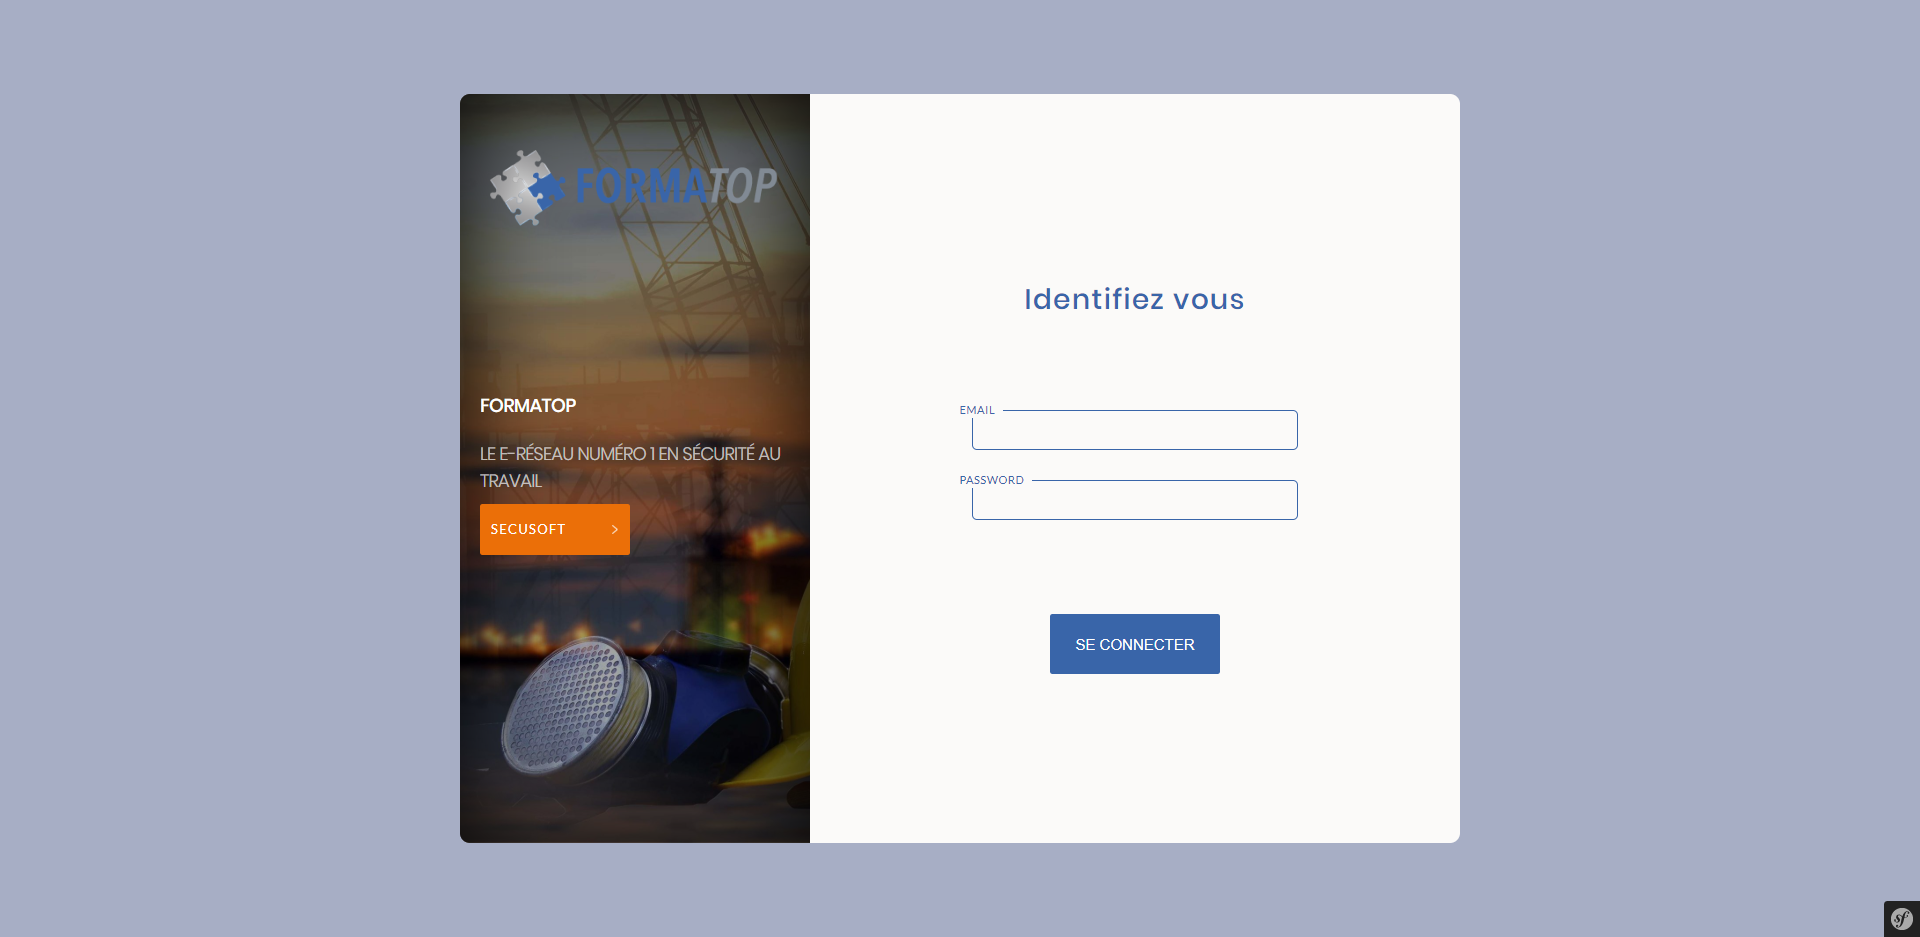 FORMATOP
FORMATOP
LE E-RÉSEAU NUMÉRO 1 EN SÉCURITÉ AU
TRAVAIL
SECUSOFT
Identifiez vous
EMAIL
PASSWORD
SE CONNECTER
sf